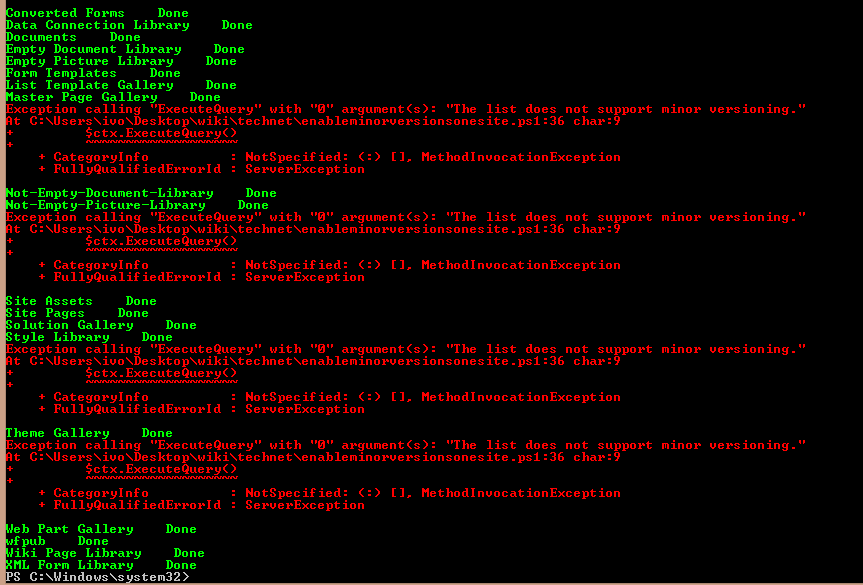 Converted Forms    Done
Data Connection Library    Done
Documents    Done
Empty Document Library    Done
Empty Picture Library    Done
Form Templates    Done
List Template Gallery    Done
Master Page Gallery    Done
Exception calling "ExecuteQuery" with "0" argument(s): "The list does not support minor versioning."
At C:\Users\ivo\Desktop\wiki\technet\enableminorversionsonesite.ps1:36 char:9
+         $ctx.ExecuteQuery()
+         ~~~~~~~~~~~~~~~~~~~
    + CategoryInfo          : NotSpecified: (:) [], MethodInvocationException
    + FullyQualifiedErrorId : ServerException

Not-Empty-Document-Library    Done
Not-Empty-Picture-Library    Done
Exception calling "ExecuteQuery" with "0" argument(s): "The list does not support minor versioning."
At C:\Users\ivo\Desktop\wiki\technet\enableminorversionsonesite.ps1:36 char:9
+         $ctx.ExecuteQuery()
+         ~~~~~~~~~~~~~~~~~~~
    + CategoryInfo          : NotSpecified: (:) [], MethodInvocationException
    + FullyQualifiedErrorId : ServerException

Site Assets    Done
Site Pages    Done
Solution Gallery    Done
Style Library    Done
Exception calling "ExecuteQuery" with "0" argument(s): "The list does not support minor versioning."
At C:\Users\ivo\Desktop\wiki\technet\enableminorversionsonesite.ps1:36 char:9
+         $ctx.ExecuteQuery()
+         ~~~~~~~~~~~~~~~~~~~
    + CategoryInfo          : NotSpecified: (:) [], MethodInvocationException
    + FullyQualifiedErrorId : ServerException

Theme Gallery    Done
Exception calling "ExecuteQuery" with "0" argument(s): "The list does not support minor versioning."
At C:\Users\ivo\Desktop\wiki\technet\enableminorversionsonesite.ps1:36 char:9
+         $ctx.ExecuteQuery()
+         ~~~~~~~~~~~~~~~~~~~
    + CategoryInfo          : NotSpecified: (:) [], MethodInvocationException
    + FullyQualifiedErrorId : ServerException

Web Part Gallery    Done
wfpub    Done
Wiki Page Library    Done
XML Form Library    Done
PS C:\Windows\system32>